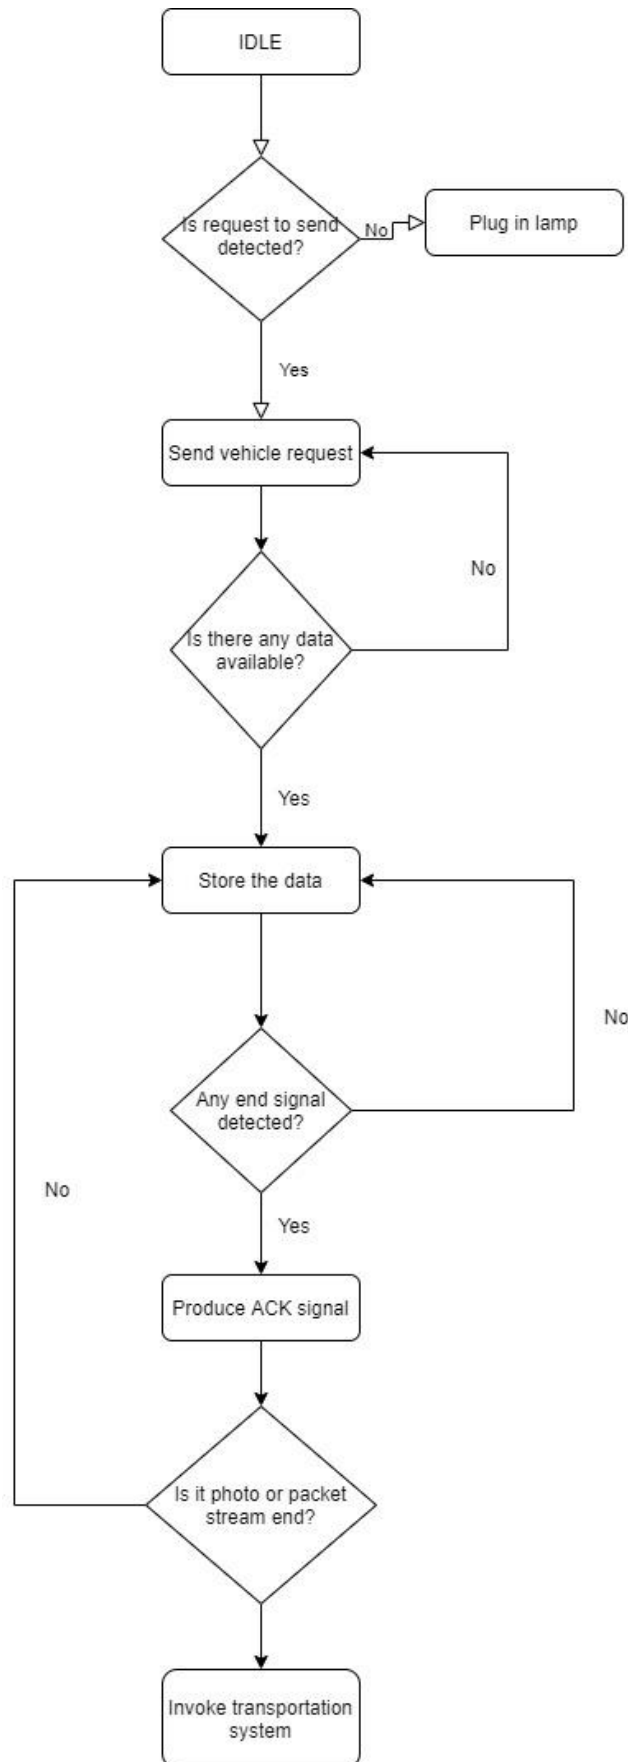 IDLE
Is request to send
detected?
No
Plug in lamp
Yes
Send vehicle request
No
Is there any data
available?
Yes
Store the data
No
Any end signal
detected?
No
Yes
Produce ACK signal
Is it photo or packet
stream end?
Invoke transportation
system